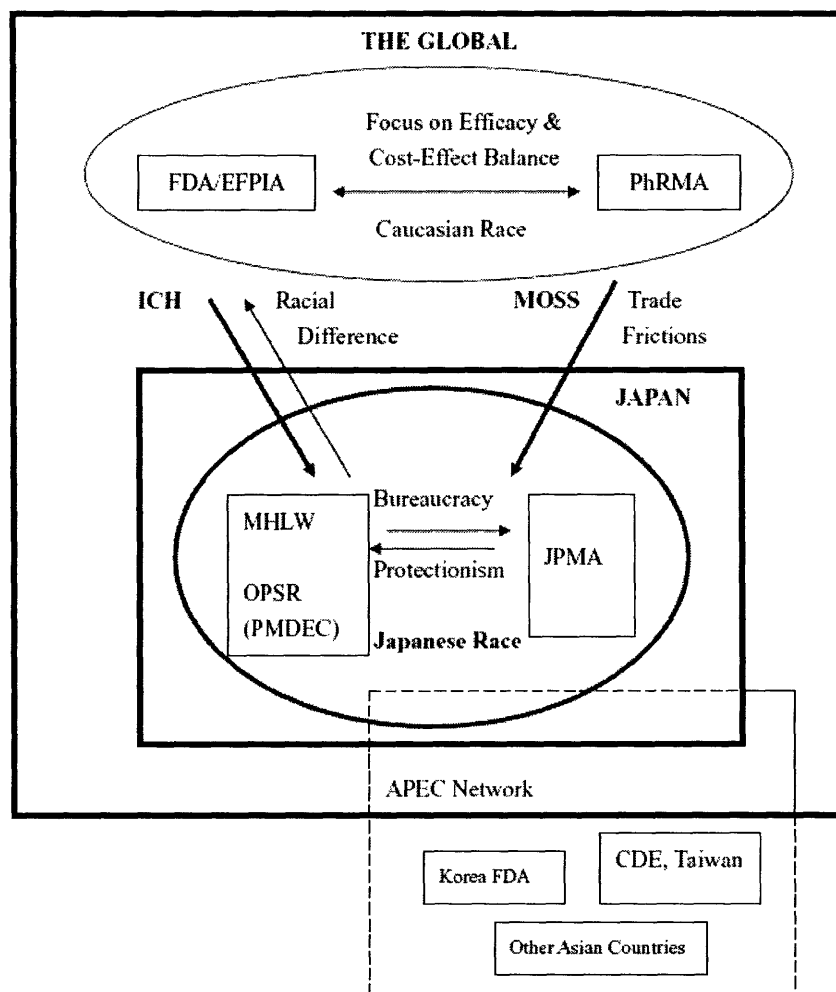 THE GLOBAL
Focus on Efficacy &
Cost-Effect Balance
FDA/EFPIA
PhRMA
Caucasian Race
ICH
Racial
Difference
MOSS
Trade
Frictions
JAPAN
MHLW
OPSR
(PMDEC)
Bureaucracy
Protectionism
JPMA
Japanese Race
APEC Network
Korea FDA
CDE, Taiwan
Other Asian Countries